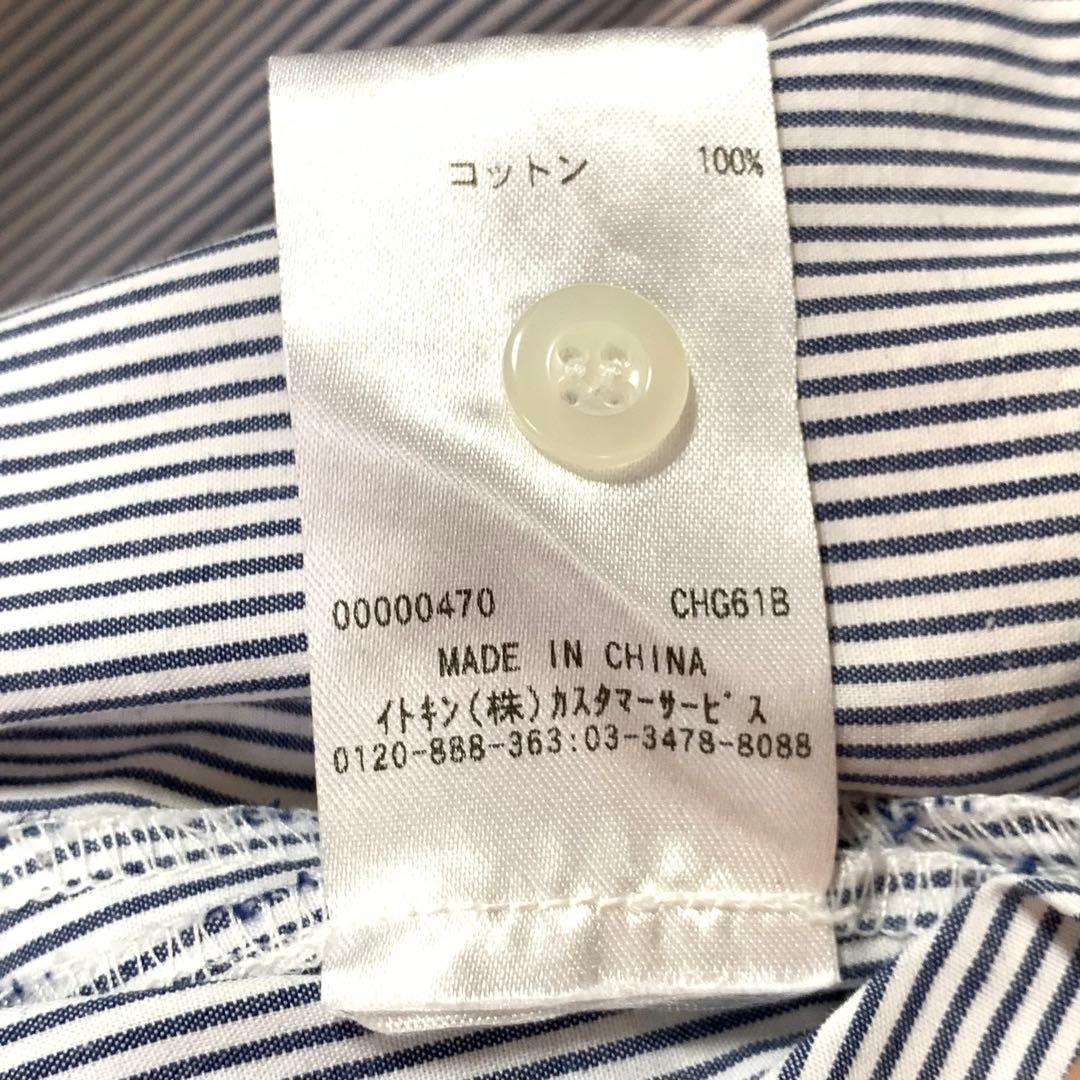 コットン 100%
00000470 CHG61B
MADE IN CHINA
イトキン(株)カスタマーサービス
0120-888-363:03-3478-8088